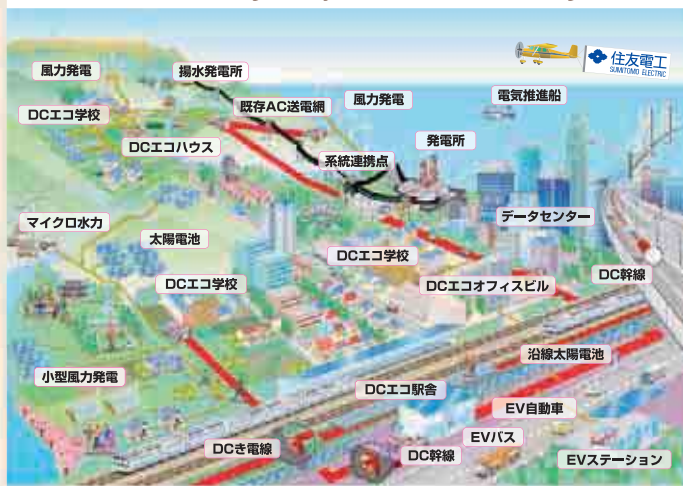 住友電工
SUMITOMO ELECTRIC
風力発電
揚水発電所
既存AC送電網
風力発電
電気推進船
DCエコ学校
DCエコハウス
系統連携点
発電所
マイクロ水力
太陽電池
データセンター
DCエコ学校
DCエコ学校
DCエコオフィスビル
DC幹線
小型風力発電
沿線太陽電池
DCエコ駅舎
EV自動車
DCき電線
DC幹線
EVバス
EVステーション